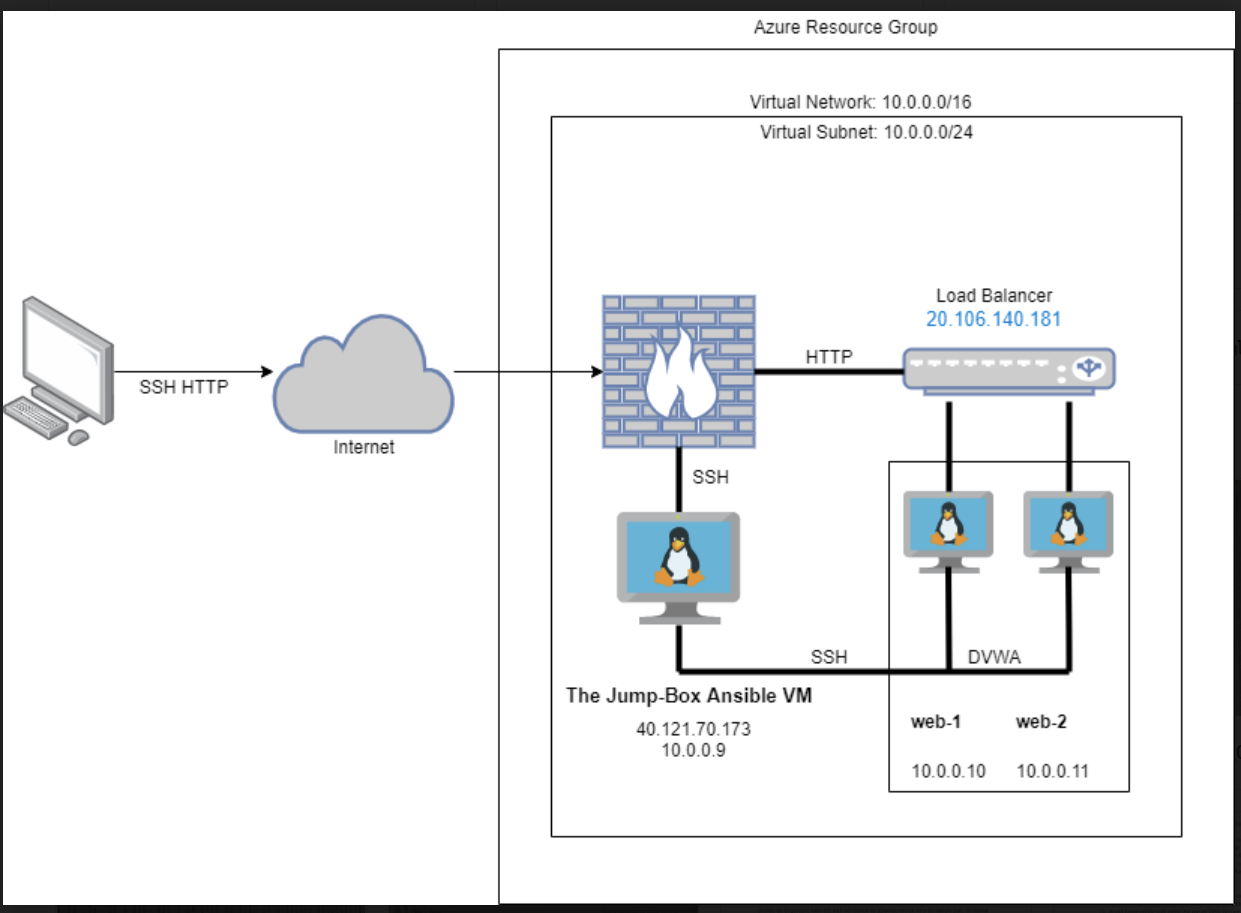 Azure Resource Group
Virtual Network: 10.0.0.0/16
Virtual Subnet: 10.0.0.0/24
Load Balancer
20.106.140.181
HTTP
SSH HTTP
Internet
SSH
SSH
DVWA
The Jump-Box Ansible VM
40.121.70.173
10.0.0.9
web-1
web-2
10.0.0.10
10.0.0.11